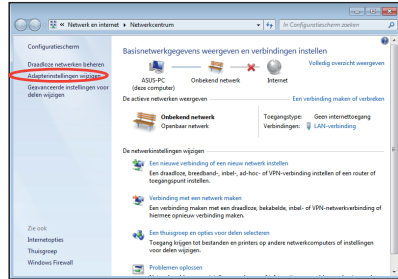 « Netwerk en internet ▸ Netwerkcentrum
In Configuratiescherm zoeken
Configuratiescherm
Draadloze netwerken beheren
Adapterinstellingen wijzigen
Geavanceerde instellingen voor
delen wijzigen
Zie ook
Internetopties
Thuisgroep
Windows Firewall
Basisnetwerkgegevens weergeven en verbindingen instellen
Volledig overzicht weergeven
ASUS-PC
(deze computer)
Onbekend netwerk
Internet
De actieve netwerken weergeven
Een verbinding maken of verbreken
Onbekend netwerk
Openbaar netwerk
Toegangstype: Geen internettoegang
Verbindingen: LAN-verbinding
De netwerkinstellingen wijzigen
Een nieuwe verbinding of een nieuw netwerk instellen
Een draadloze, breedband-, inbel-, ad-hoc- of VPN-verbinding instellen of een router of
toegangspunt instellen.
Verbinding met een netwerk maken
Een verbinding maken met een draadloze, bekabelde, inbel- of VPN-netwerkverbinding of
hiermee opnieuw verbinding maken.
Een thuisgroep en opties voor delen selecteren
Toegang krijgen tot bestanden en printers op andere netwerkcomputers of instellingen
voor delen wijzigen.
Problemen oplossen